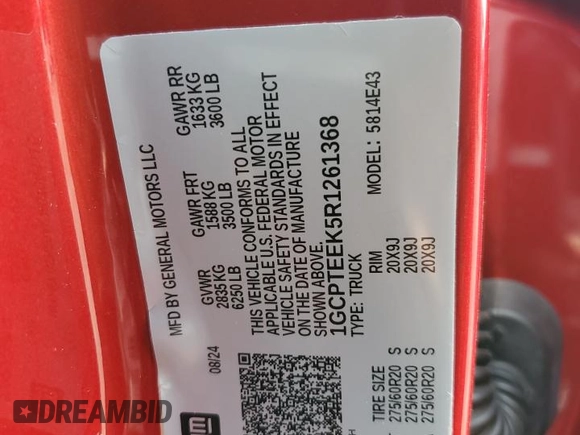 MFD BY GENERAL MOTORS LLC
08/24
GVWR GAWR FRT GAWR RR
2835 KG 1588 KG 1633 KG
6250 LB 3500 LB 3600 LB
THIS VEHICLE CONFORMS TO ALL
APPLICABLE U.S. FEDERAL MOTOR
VEHICLE SAFETY STANDARDS IN EFFECT
ON THE DATE OF MANUFACTURE
SHOWN ABOVE.
1GCPTEEK5R1261368
TYPE: TRUCK 5814E43
TIRE SIZE RIM
275/60R20 S 20X9J
275/60R20 S 20X9J
275/60R20 S 20X9J
gm
DREAMBID